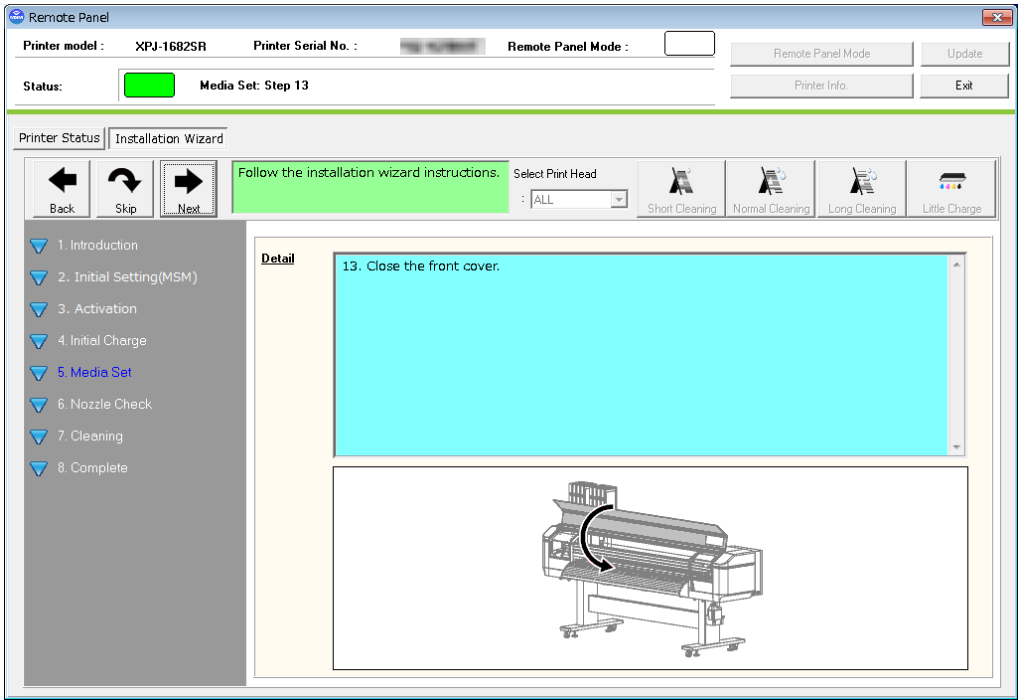 Remote Panel
Printer model : XPJ-1682SR Printer Serial No. : Remote Panel Mode :
Remote Panel Mode Update
Status: Media Set: Step 13
Printer Info. Exit
Printer Status Installation Wizard
Back Skip Next
Follow the installation wizard instructions.
Select Print Head
: ALL
Short Cleaning Normal Cleaning Long Cleaning Little Charge
1. Introduction
2. Initial Setting(MSM)
3. Activation
4. Initial Charge
5. Media Set
6. Nozzle Check
7. Cleaning
8. Complete
Detail
13. Close the front cover.